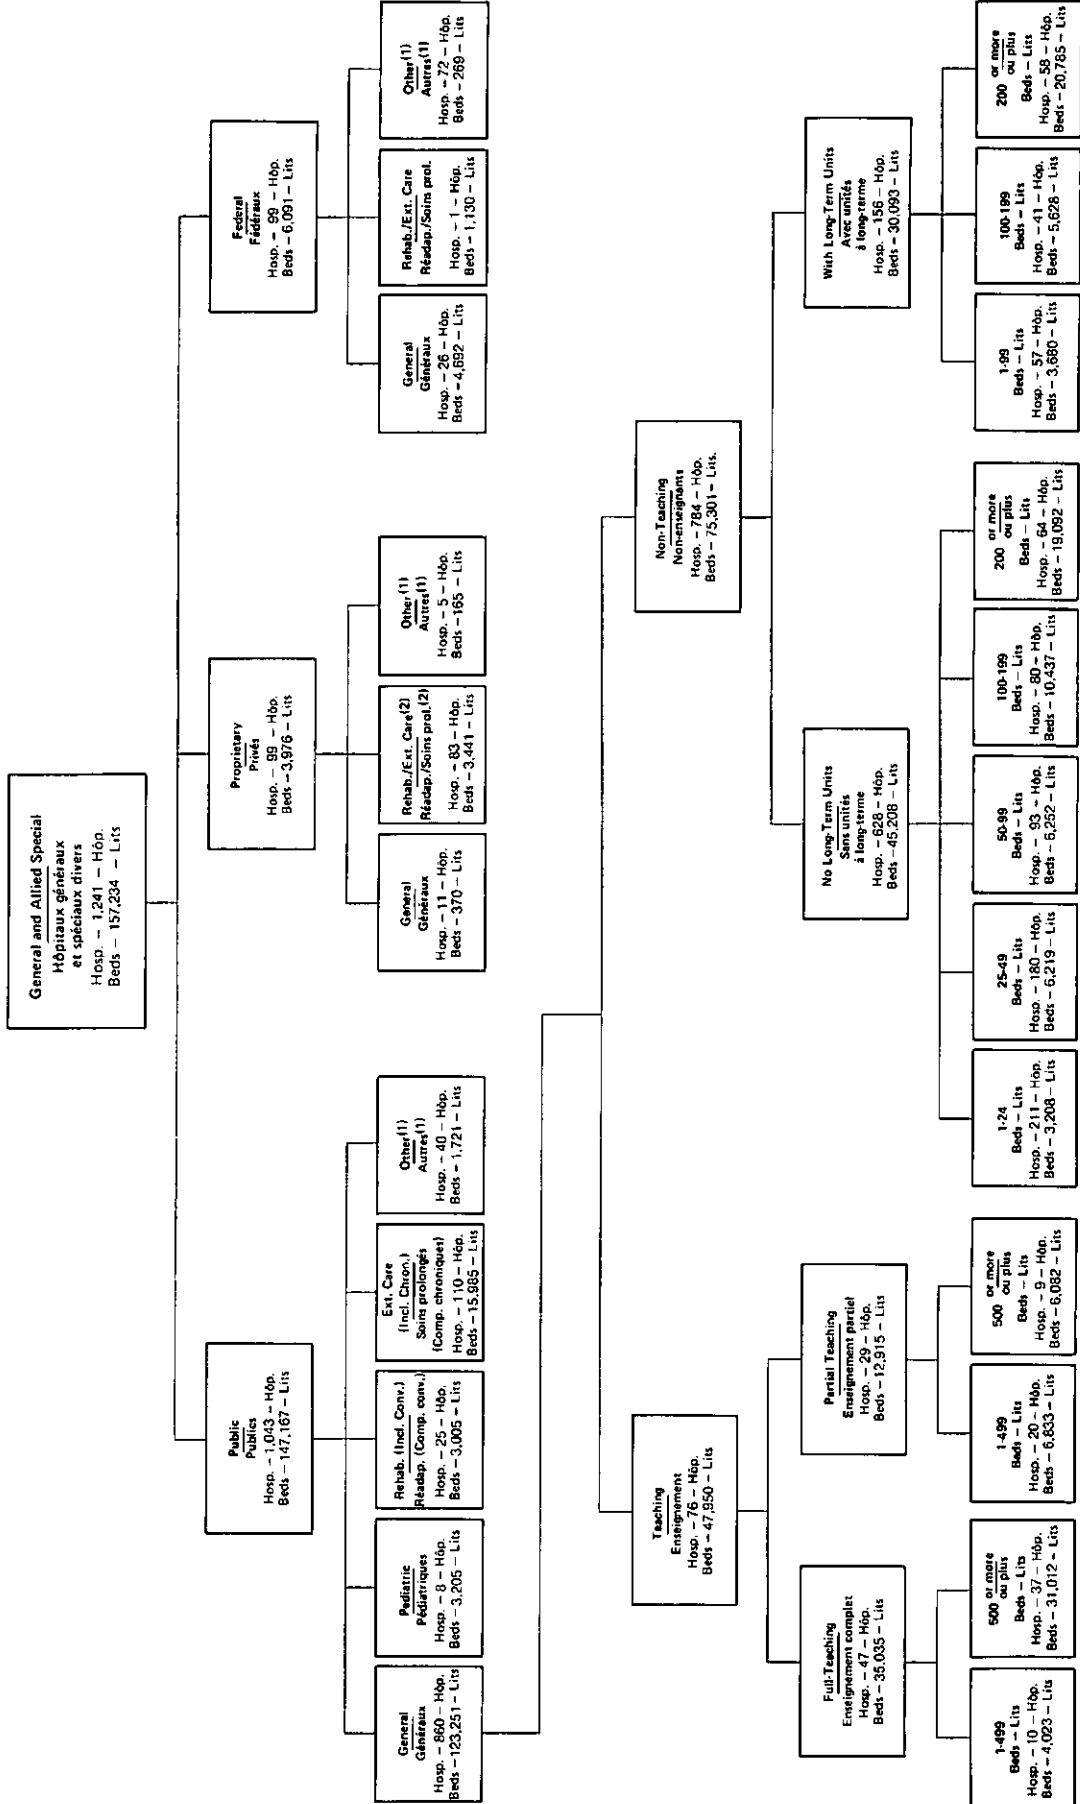 General and Allied Special
Hôpitaux généraux
et spéciaux divers
Hosp. – 1,241 – Hôp.
Beds – 157,234 – Lits
Public
Publics
Hosp. – 1,043 – Hôp.
Beds – 147,167 – Lits
Proprietary
Privés
Hosp. – 99 – Hôp.
Beds – 3,976 – Lits
Federal
Fédéraux
Hosp. – 99 – Hôp.
Beds – 6,091 – Lits
General
Généraux
Hosp. – 860 – Hôp.
Beds – 123,251 – Lits
Pediatric
Pédiatriques
Hosp. – 8 – Hôp.
Beds – 3,205 – Lits
Rehab. (Incl. Conv.)
Réadap. (Comp. conv.)
Hosp. – 25 – Hôp.
Beds – 3,005 – Lits
Ext. Care
(Incl. Chron.)
Soins prolongés
(Comp. chroniques)
Hosp. – 110 – Hôp.
Beds – 15,985 – Lits
Other(1)
Autres(1)
Hosp. – 40 – Hôp.
Beds – 1,721 – Lits
General
Généraux
Hosp. – 11 – Hôp.
Beds – 370 – Lits
Rehab./Ext. Care(2)
Réadap./Soins prol.(2)
Hosp. – 83 – Hôp.
Beds – 3,441 – Lits
Other(1)
Autres(1)
Hosp. – 5 – Hôp.
Beds – 165 – Lits
General
Généraux
Hosp. – 26 – Hôp.
Beds – 4,692 – Lits
Rehab./Ext. Care
Réadap./Soins prol.
Hosp. – 1 – Hôp.
Beds – 1,130 – Lits
Other(1)
Autres(1)
Hosp. – 72 – Hôp.
Beds – 269 – Lits
Teaching
Enseignement
Hosp. – 76 – Hôp.
Beds – 47,950 – Lits
Non-Teaching
Non-enseignants
Hosp. – 784 – Hôp.
Beds – 75,301 – Lits.
Full-Teaching
Enseignement complet
Hosp. – 47 – Hôp.
Beds – 35,035 – Lits
Partial Teaching
Enseignement partiel
Hosp. – 29 – Hôp.
Beds – 12,915 – Lits
No Long-Term Units
Sans unités
à long-terme
Hosp. – 628 – Hôp.
Beds – 45,208 – Lits
With Long-Term Units
Avec unités
à long-terme
Hosp. – 156 – Hôp.
Beds – 30,093 – Lits
1-499
Beds – Lits
Hosp. – 10 – Hôp.
Beds – 4,023 – Lits
500 or more
ou plus
Beds – Lits
Hosp. – 37 – Hôp.
Beds – 31,012 – Lits
1-499
Beds – Lits
Hosp. – 20 – Hôp.
Beds – 6,833 – Lits
500 or more
ou plus
Beds – Lits
Hosp. – 9 – Hôp.
Beds – 6,082 – Lits
1-24
Beds – Lits
Hosp. – 211 – Hôp.
Beds – 3,208 – Lits
25-49
Beds – Lits
Hosp. – 180 – Hôp.
Beds – 6,219 – Lits
50-99
Beds – Lits
Hosp. – 93 – Hôp.
Beds – 6,252 – Lits
100-199
Beds – Lits
Hosp. – 80 – Hôp.
Beds – 10,437 – Lits
200 or more
ou plus
Beds – Lits
Hosp. – 64 – Hôp.
Beds – 19,092 – Lits
1-99
Beds – Lits
Hosp. – 57 – Hôp.
Beds – 3,680 – Lits
100-199
Beds – Lits
Hosp. – 41 – Hôp.
Beds – 5,628 – Lits
200 or more
ou plus
Beds – Lits
Hosp. – 58 – Hôp.
Beds – 20,785 – Lits